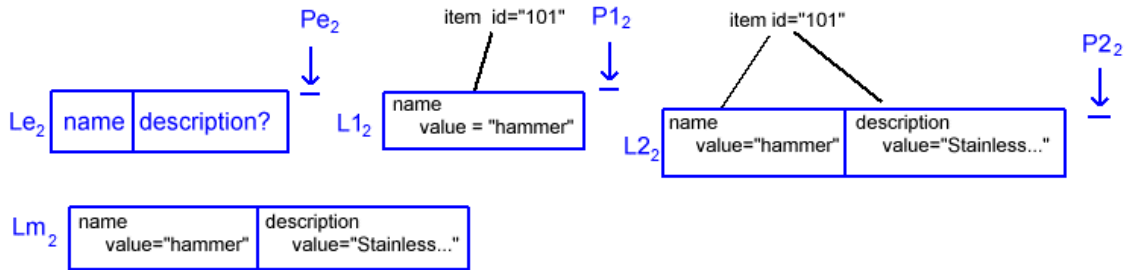 Pe₂
item id="101"
P1₂
item id="101"
P2₂
Le₂
name
description?
L1₂
name
value = "hammer"
L2₂
name
value="hammer"
description
value="Stainless..."
Lm₂
name
value="hammer"
description
value="Stainless..."